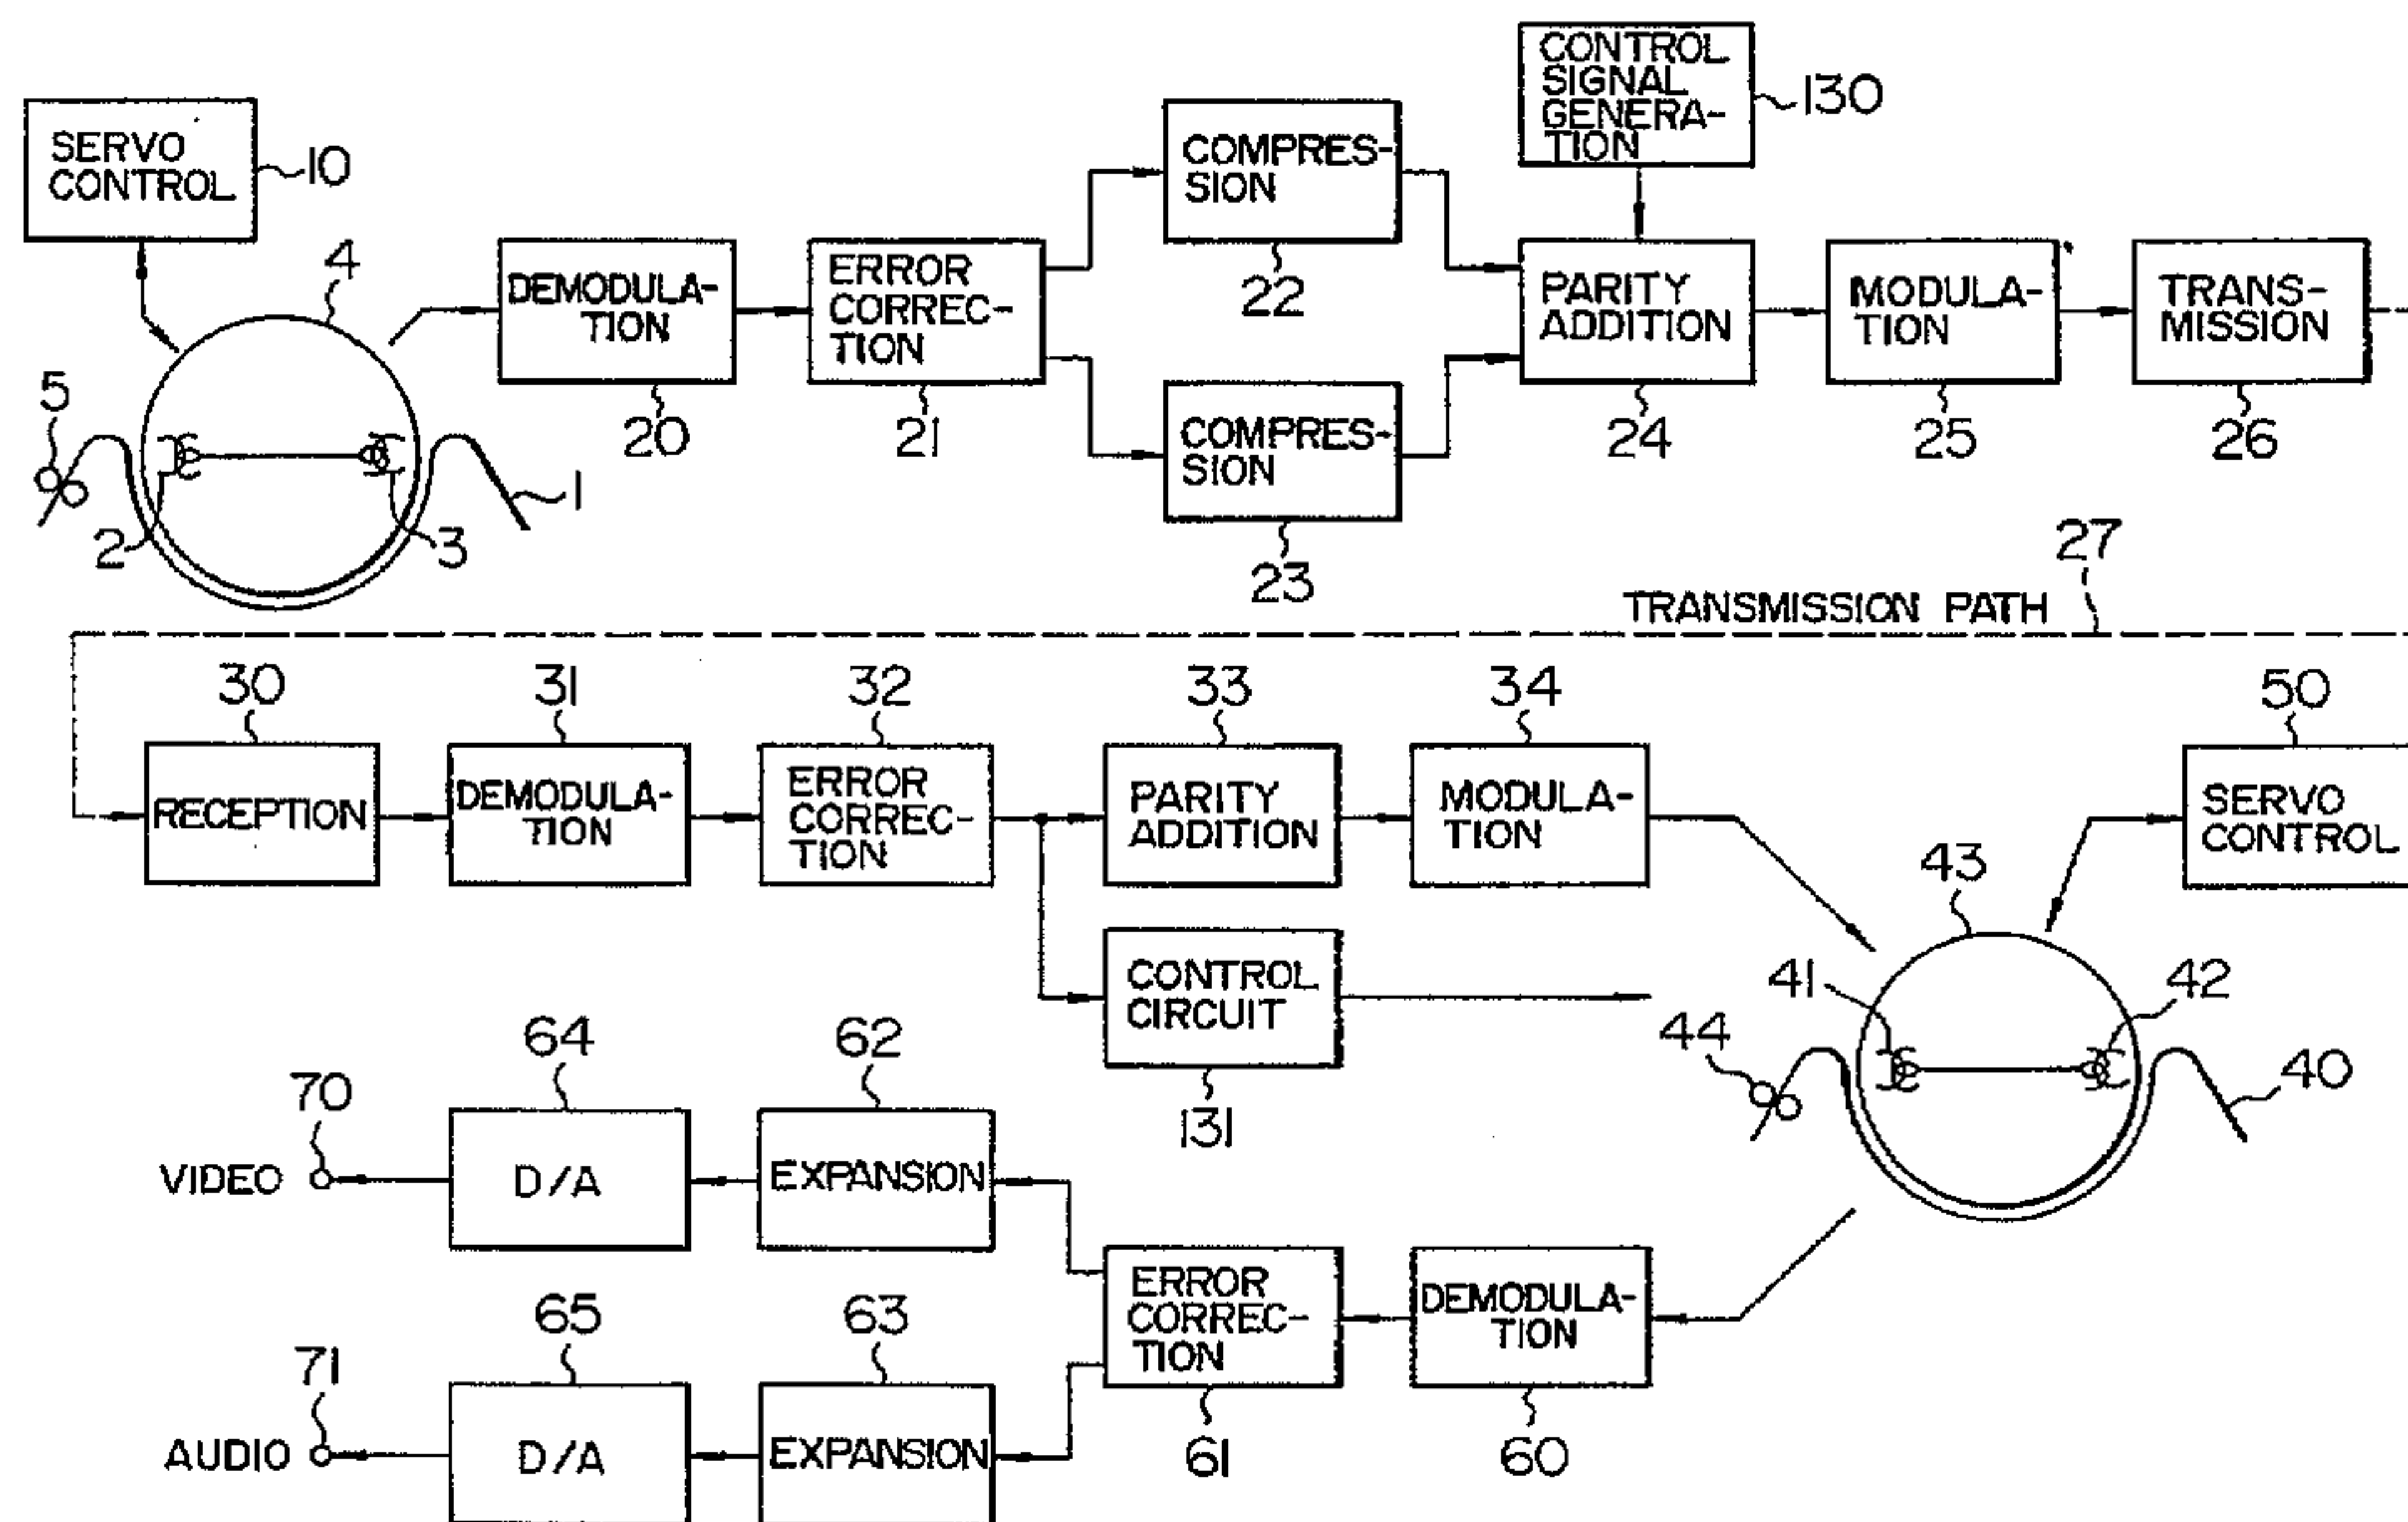 CONTROL
SIGNAL
GENERA-
TION
130
SERVO
CONTROL
10
COMPRES-
SION
22
4
DEMODULA-
TION
20
ERROR
CORREC-
TION
21
PARITY
ADDITION
24
MODULA-
TION
25
TRANS-
MISSION
26
5
COMPRES-
SION
23
1
2
3
27
TRANSMISSION PATH
30
31
32
33
34
50
RECEPTION
DEMODULA-
TION
ERROR
CORREC-
TION
PARITY
ADDITION
MODULA-
TION
SERVO
CONTROL
43
CONTROL
CIRCUIT
131
41
42
44
40
64
62
70
VIDEO
D/A
EXPANSION
ERROR
CORREC-
TION
61
DEMODULA-
TION
60
65
63
71
AUDIO
D/A
EXPANSION